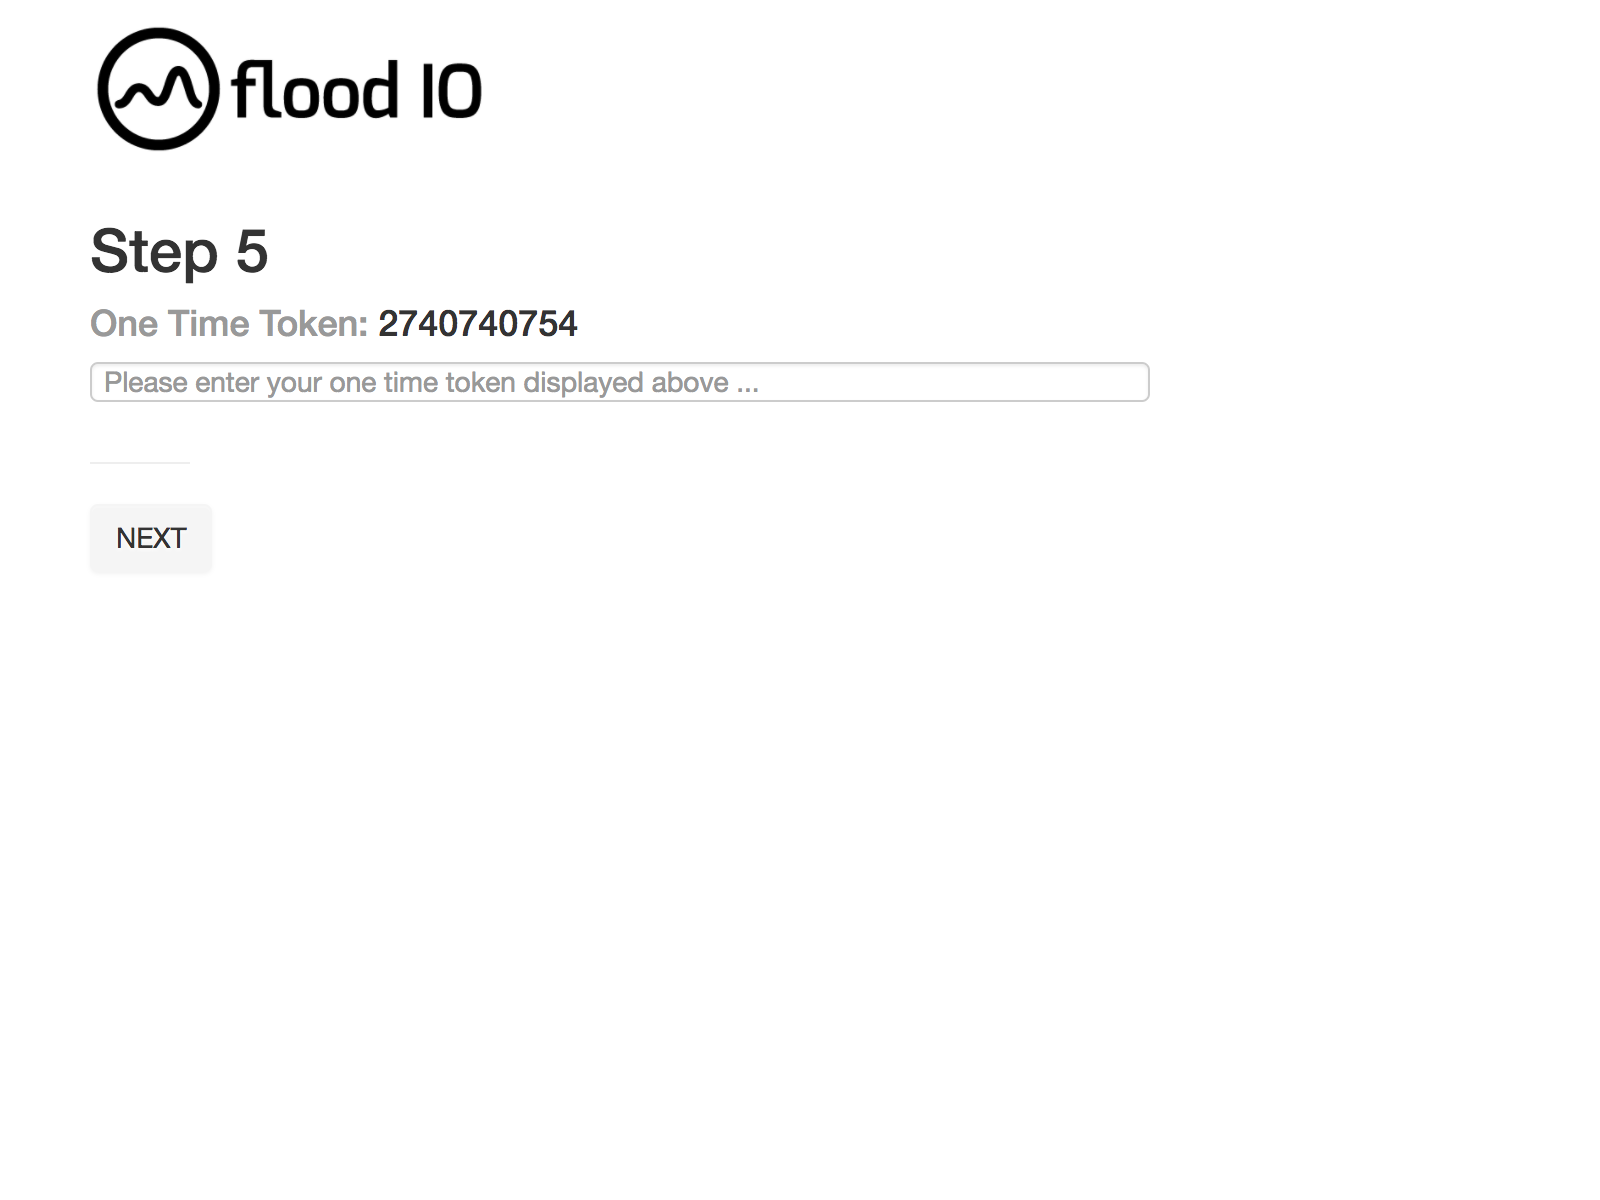 flood IO
Step 5
One Time Token: 2740740754
Please enter your one time token displayed above ...
NEXT